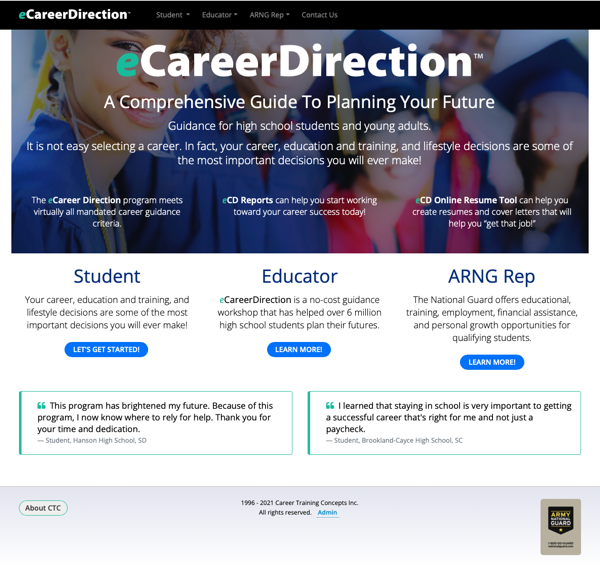 eCareerDirection™
Student
Educator
ARNG Rep
Contact Us
eCareerDirection™
A Comprehensive Guide To Planning Your Future
Guidance for high school students and young adults.
It is not easy selecting a career. In fact, your career, education and training, and lifestyle decisions are some of
the most important decisions you will ever make!
The eCareer Direction program meets
virtually all mandated career guidance
criteria.
eCD Reports can help you start working
toward your career success today!
eCD Online Resume Tool can help you
create resumes and cover letters that will
help you "get that job!"
Student
Your career, education and training, and
lifestyle decisions are some of the most
important decisions you will ever make!
LET'S GET STARTED!
Educator
eCareerDirection is a no-cost guidance
workshop that has helped over 6 million
high school students plan their futures.
LEARN MORE!
ARNG Rep
The National Guard offers educational,
training, employment, financial assistance,
and personal growth opportunities for
qualifying students.
LEARN MORE!
“ This program has brightened my future. Because of this
program, I now know where to rely for help. Thank you for
your time and dedication.
— Student, Hanson High School, SD
“ I learned that staying in school is very important to getting
a successful career that's right for me and not just a
paycheck.
— Student, Brookland-Cayce High School, SC
About CTC
1996 - 2021 Career Training Concepts Inc.
All rights reserved. Admin
ARMY
NATIONAL
GUARD
1-800-GO-GUARD
nationalguard.com